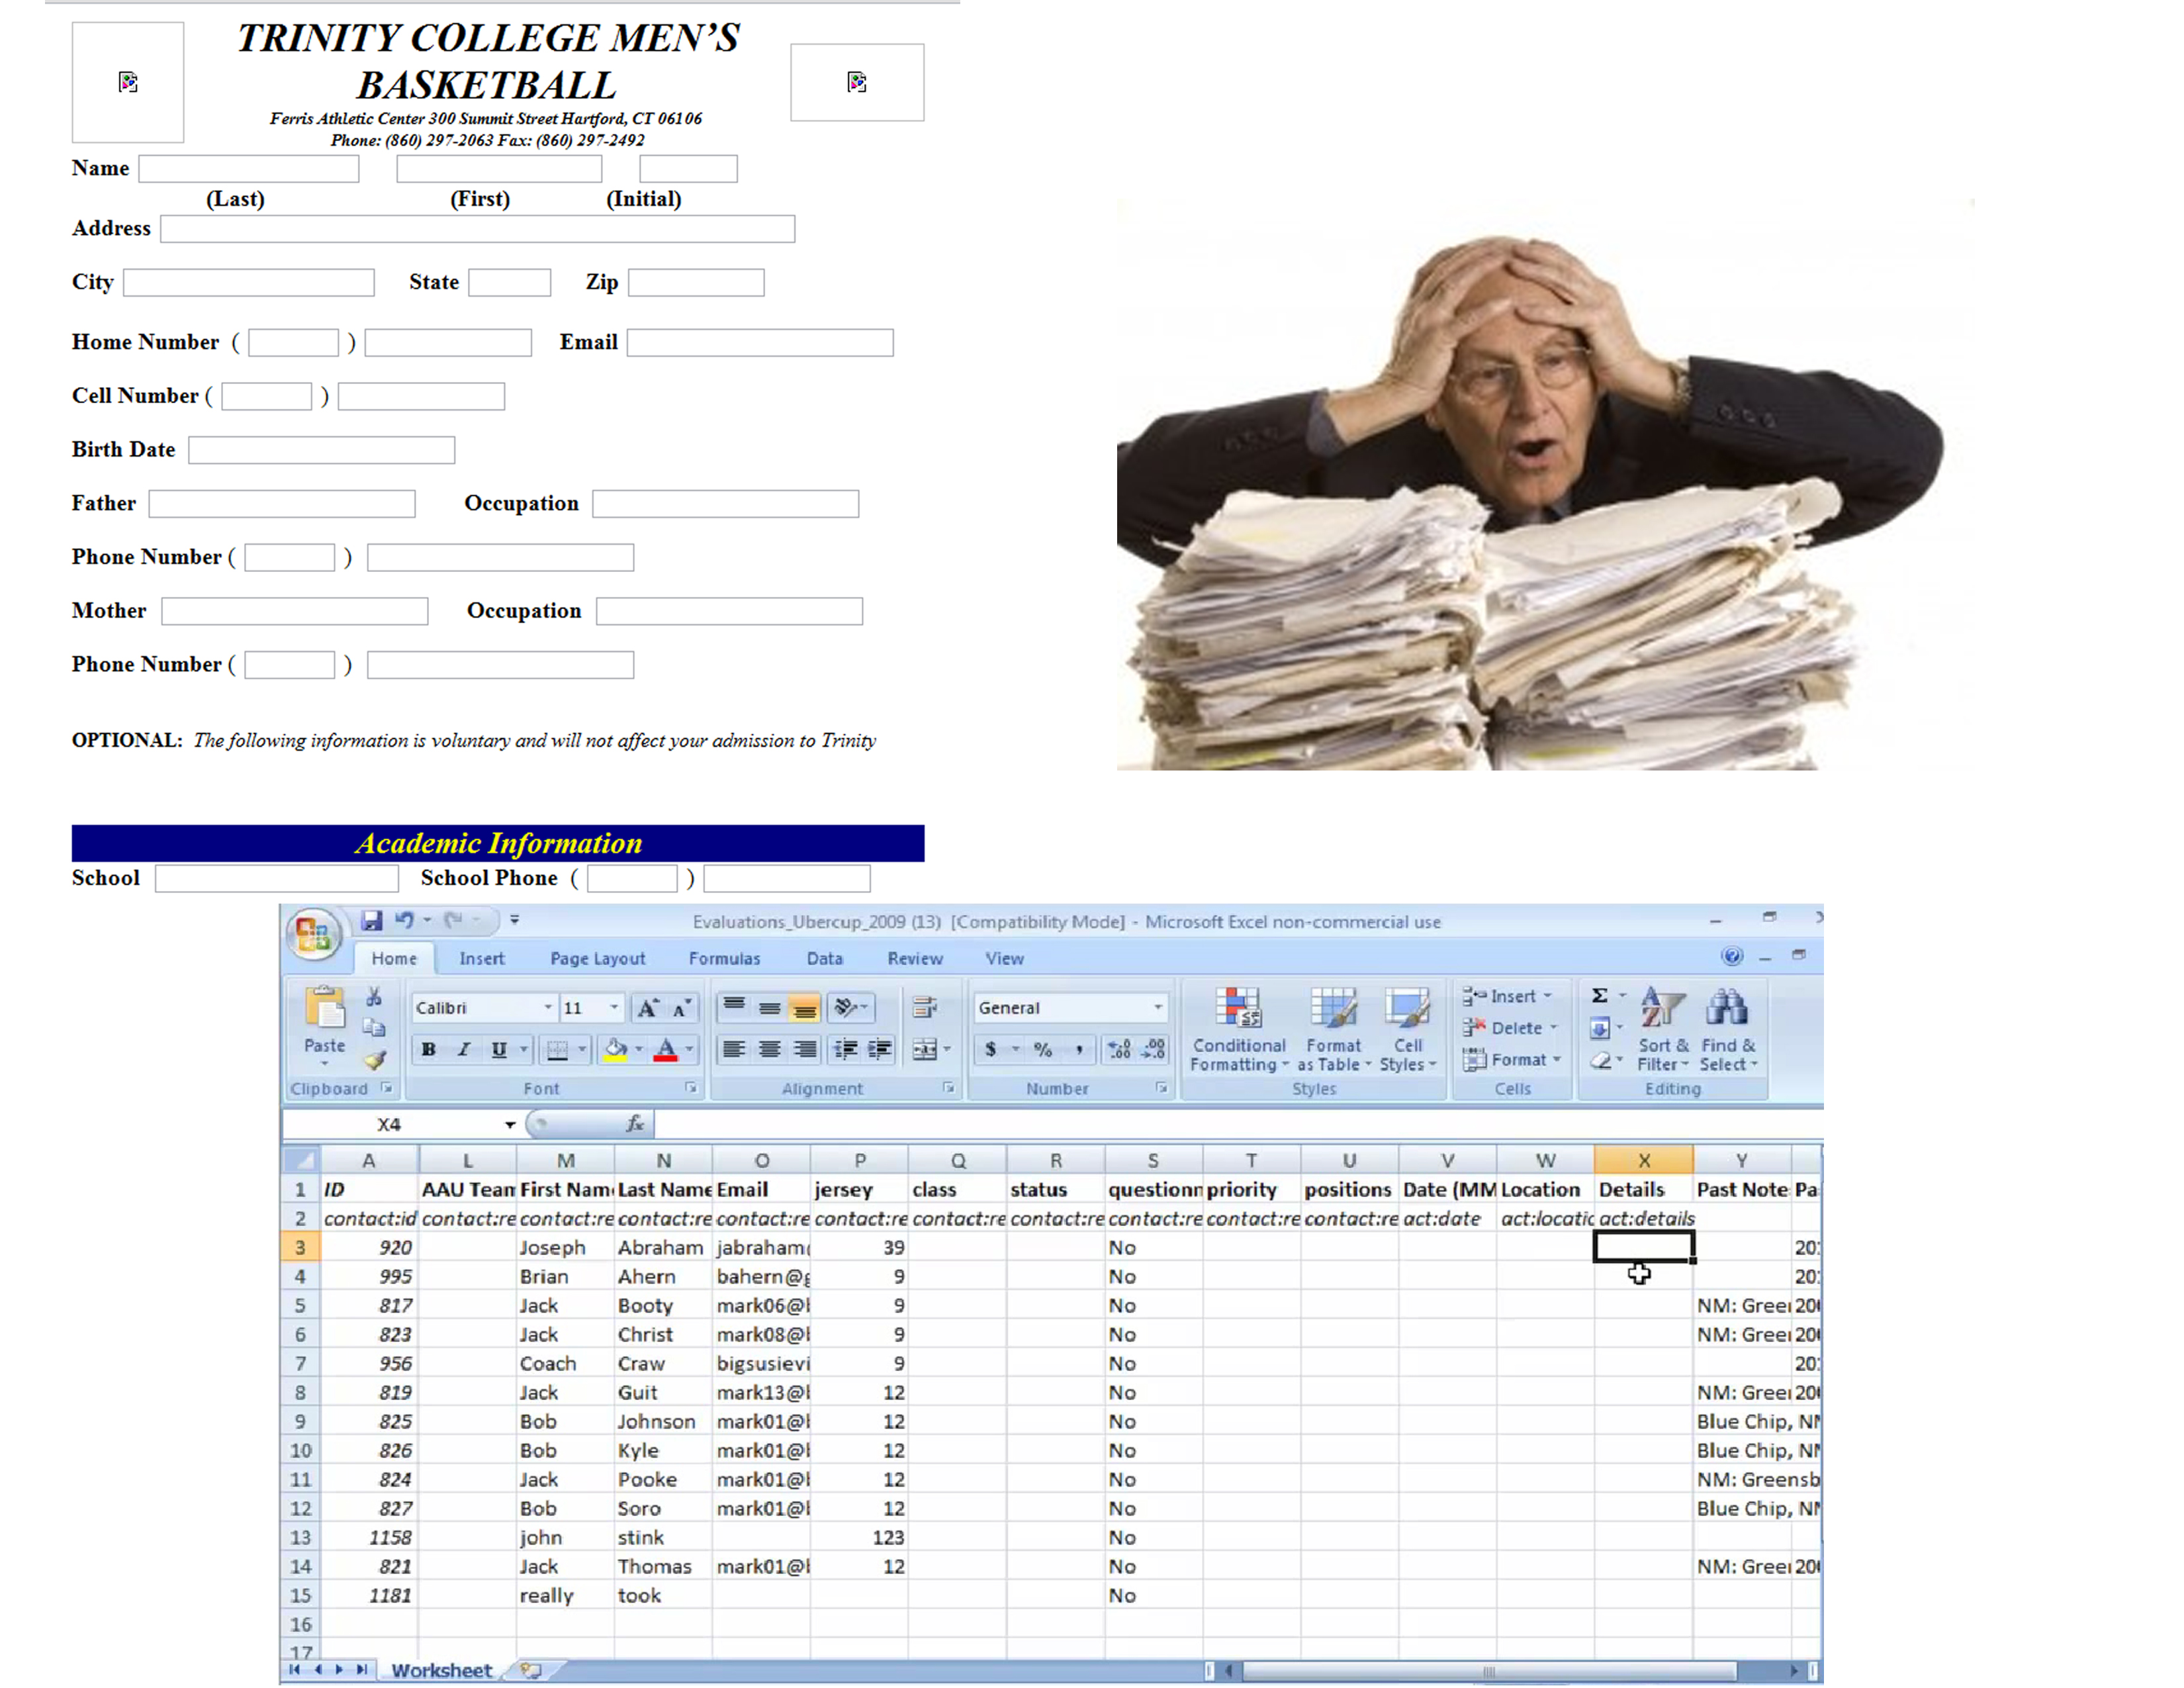 TRINITY COLLEGE MEN'S
BASKETBALL
Ferris Athletic Center 300 Summit Street Hartford, CT 06106
Phone: (860) 297-2063 Fax: (860) 297-2492
Name
(Last) (First) (Initial)
Address
City State Zip
Home Number ( ) Email
Cell Number ( )
Birth Date
Father Occupation
Phone Number ( )
Mother Occupation
Phone Number ( )
OPTIONAL: The following information is voluntary and will not affect your admission to Trinity
Academic Information
School School Phone ( )
Evaluations_Ubercup_2009 (13) [Compatibility Mode] - Microsoft Excel non-commercial use
Home Insert Page Layout Formulas Data Review View
Calibri 11 A A General Σ Insert
Paste B I U A $ % , .0 .00 .00 .0 Conditional Formatting Format as Table Cell Styles Delete Format Sort & Filter Find & Select
Clipboard Font Alignment Number Styles Cells Editing
X4 fx
A L M N O P Q R S T U V W X Y
1 ID AAU Team First Nam Last Name Email jersey class status questionn priority positions Date (MM Location Details Past Note Pa
2 contact:id contact:re contact:re contact:re contact:re contact:re contact:re contact:re contact:re contact:re contact:re act:date act:locatic act:details
3 920 Joseph Abraham jabraham( 39 No 20
4 995 Brian Ahern bahern@g 9 No 20
5 817 Jack Booty mark06@ 9 No NM: Green 20
6 823 Jack Christ mark08@ 9 No NM: Green 20
7 956 Coach Craw bigsusievi 9 No 20
8 819 Jack Guit mark13@ 12 No NM: Green 20
9 825 Bob Johnson mark01@ 12 No Blue Chip, NM
10 826 Bob Kyle mark01@ 12 No Blue Chip, NM
11 824 Jack Pooke mark01@ 12 No NM: Greensb
12 827 Bob Soro mark01@ 12 No Blue Chip, NM
13 1158 john stink 123 No
14 821 Jack Thomas mark01@ 12 No NM: Green 20
15 1181 really took No
16
17
Worksheet